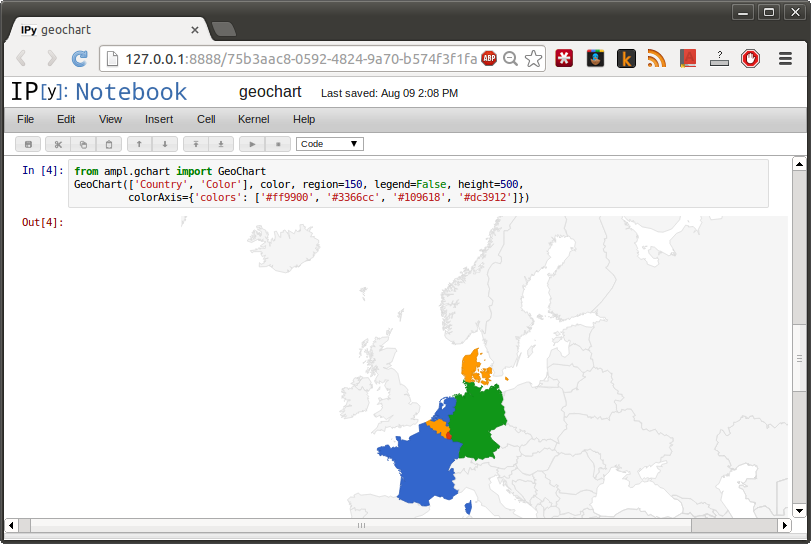 IPy geochart
127.0.0.1:8888/75b3aac8-0592-4824-9a70-b574f3f1fa
ABP
IP[y]: Notebook geochart Last saved: Aug 09 2:08 PM
File Edit View Insert Cell Kernel Help
Code
In [4]: from ampl.gchart import GeoChart
GeoChart(['Country', 'Color'], color, region=150, legend=False, height=500,
colorAxis={'colors': ['#ff9900', '#3366cc', '#109618', '#dc3912']})
Out[4]: